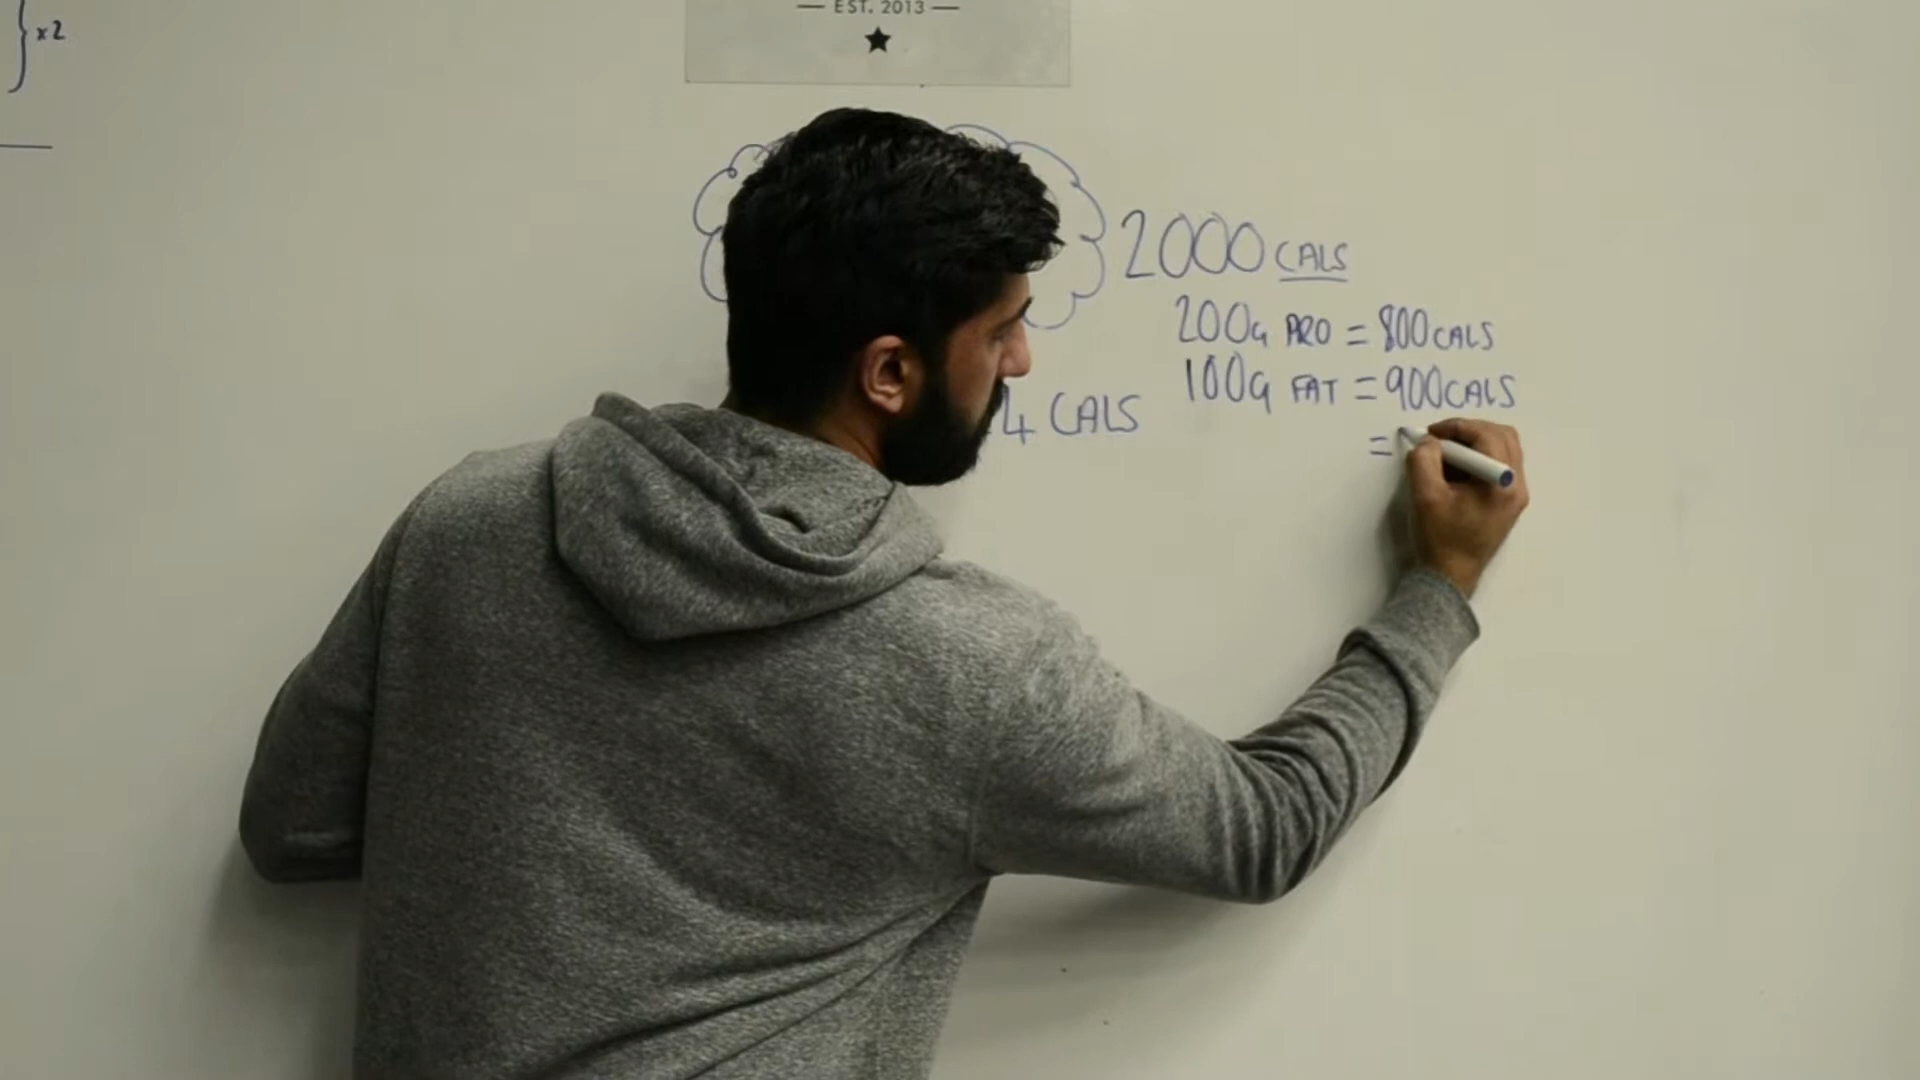 — EST. 2013 —
} x2
2000 CALS
200G PRO = 800 CALS
100G FAT = 900 CALS
4 CALS
=